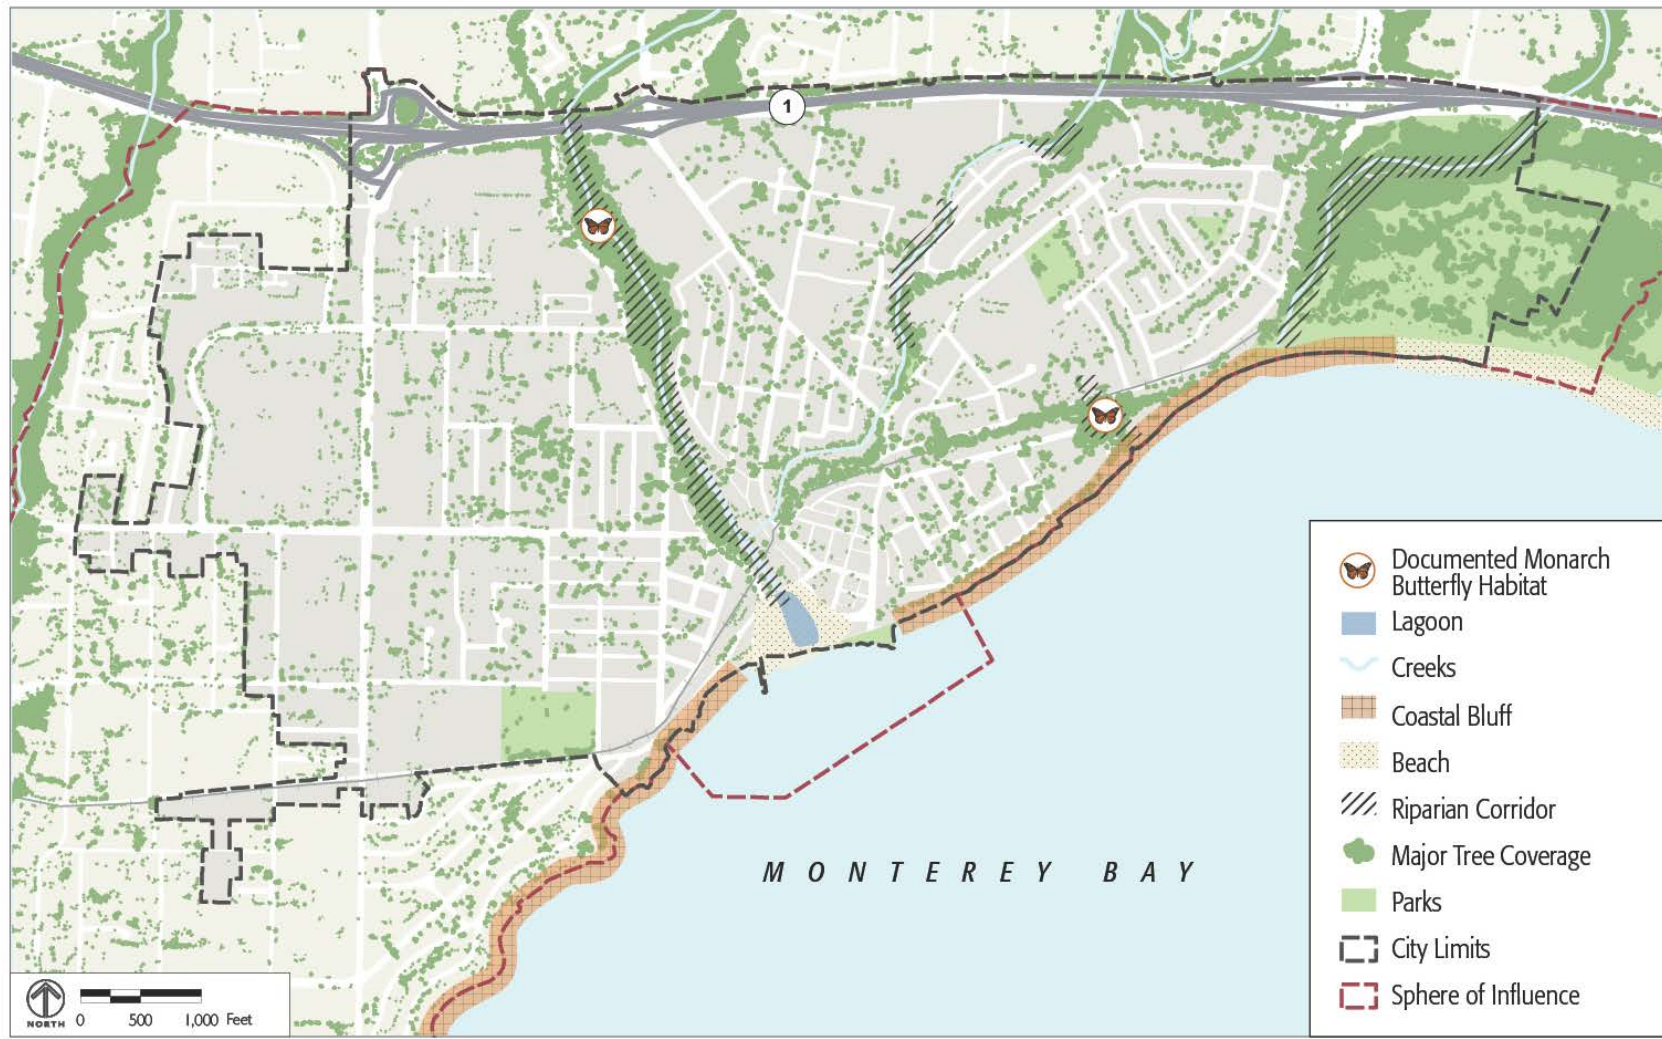 1
Documented Monarch
Butterfly Habitat
Lagoon
Creeks
Coastal Bluff
Beach
Riparian Corridor
Major Tree Coverage
Parks
City Limits
Sphere of Influence
MONTEREY BAY
NORTH
0 500 1,000 Feet